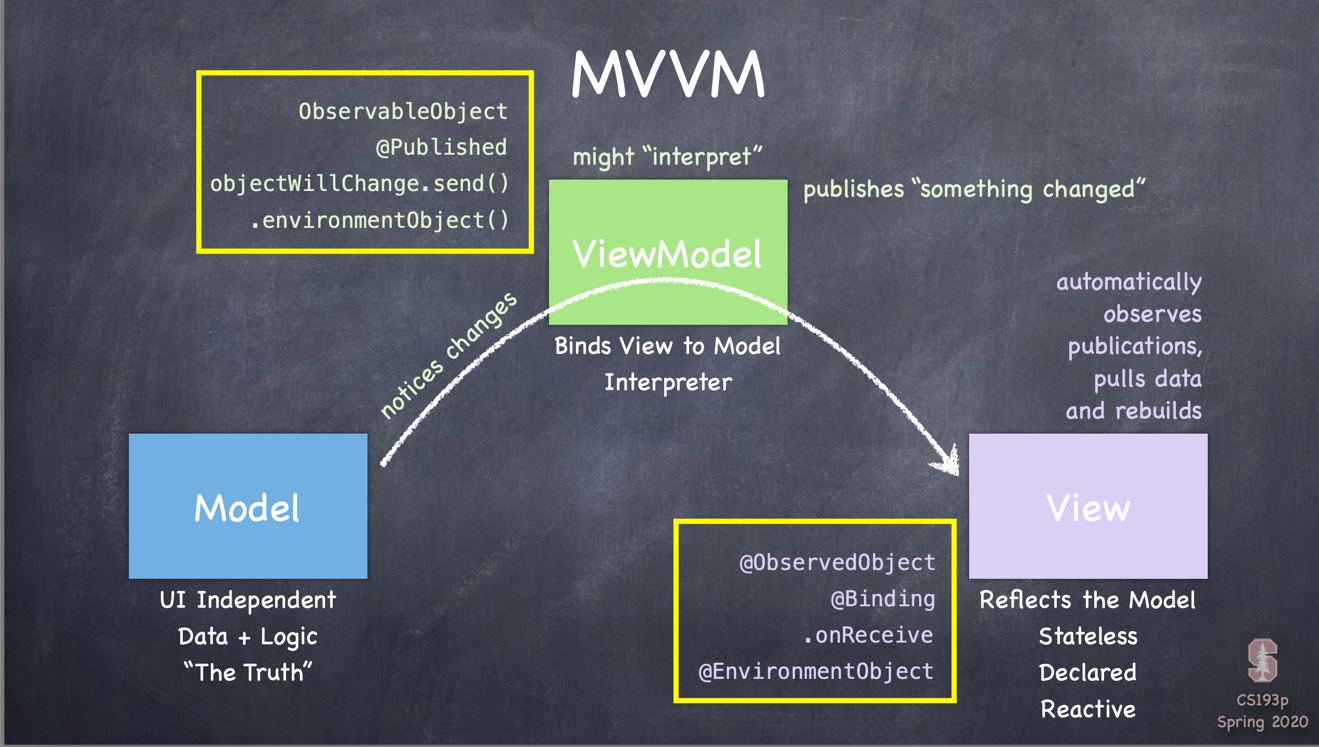 MVVM
ObservableObject
@Published
objectWillChange.send()
.environmentObject()
might “interpret”
publishes “something changed”
ViewModel
Binds View to Model
Interpreter
notices changes
automatically
observes
publications,
pulls data
and rebuilds
Model
UI Independent
Data + Logic
“The Truth”
@ObservedObject
@Binding
.onReceive
@EnvironmentObject
View
Reflects the Model
Stateless
Declared
Reactive
S
CS193p
Spring 2020